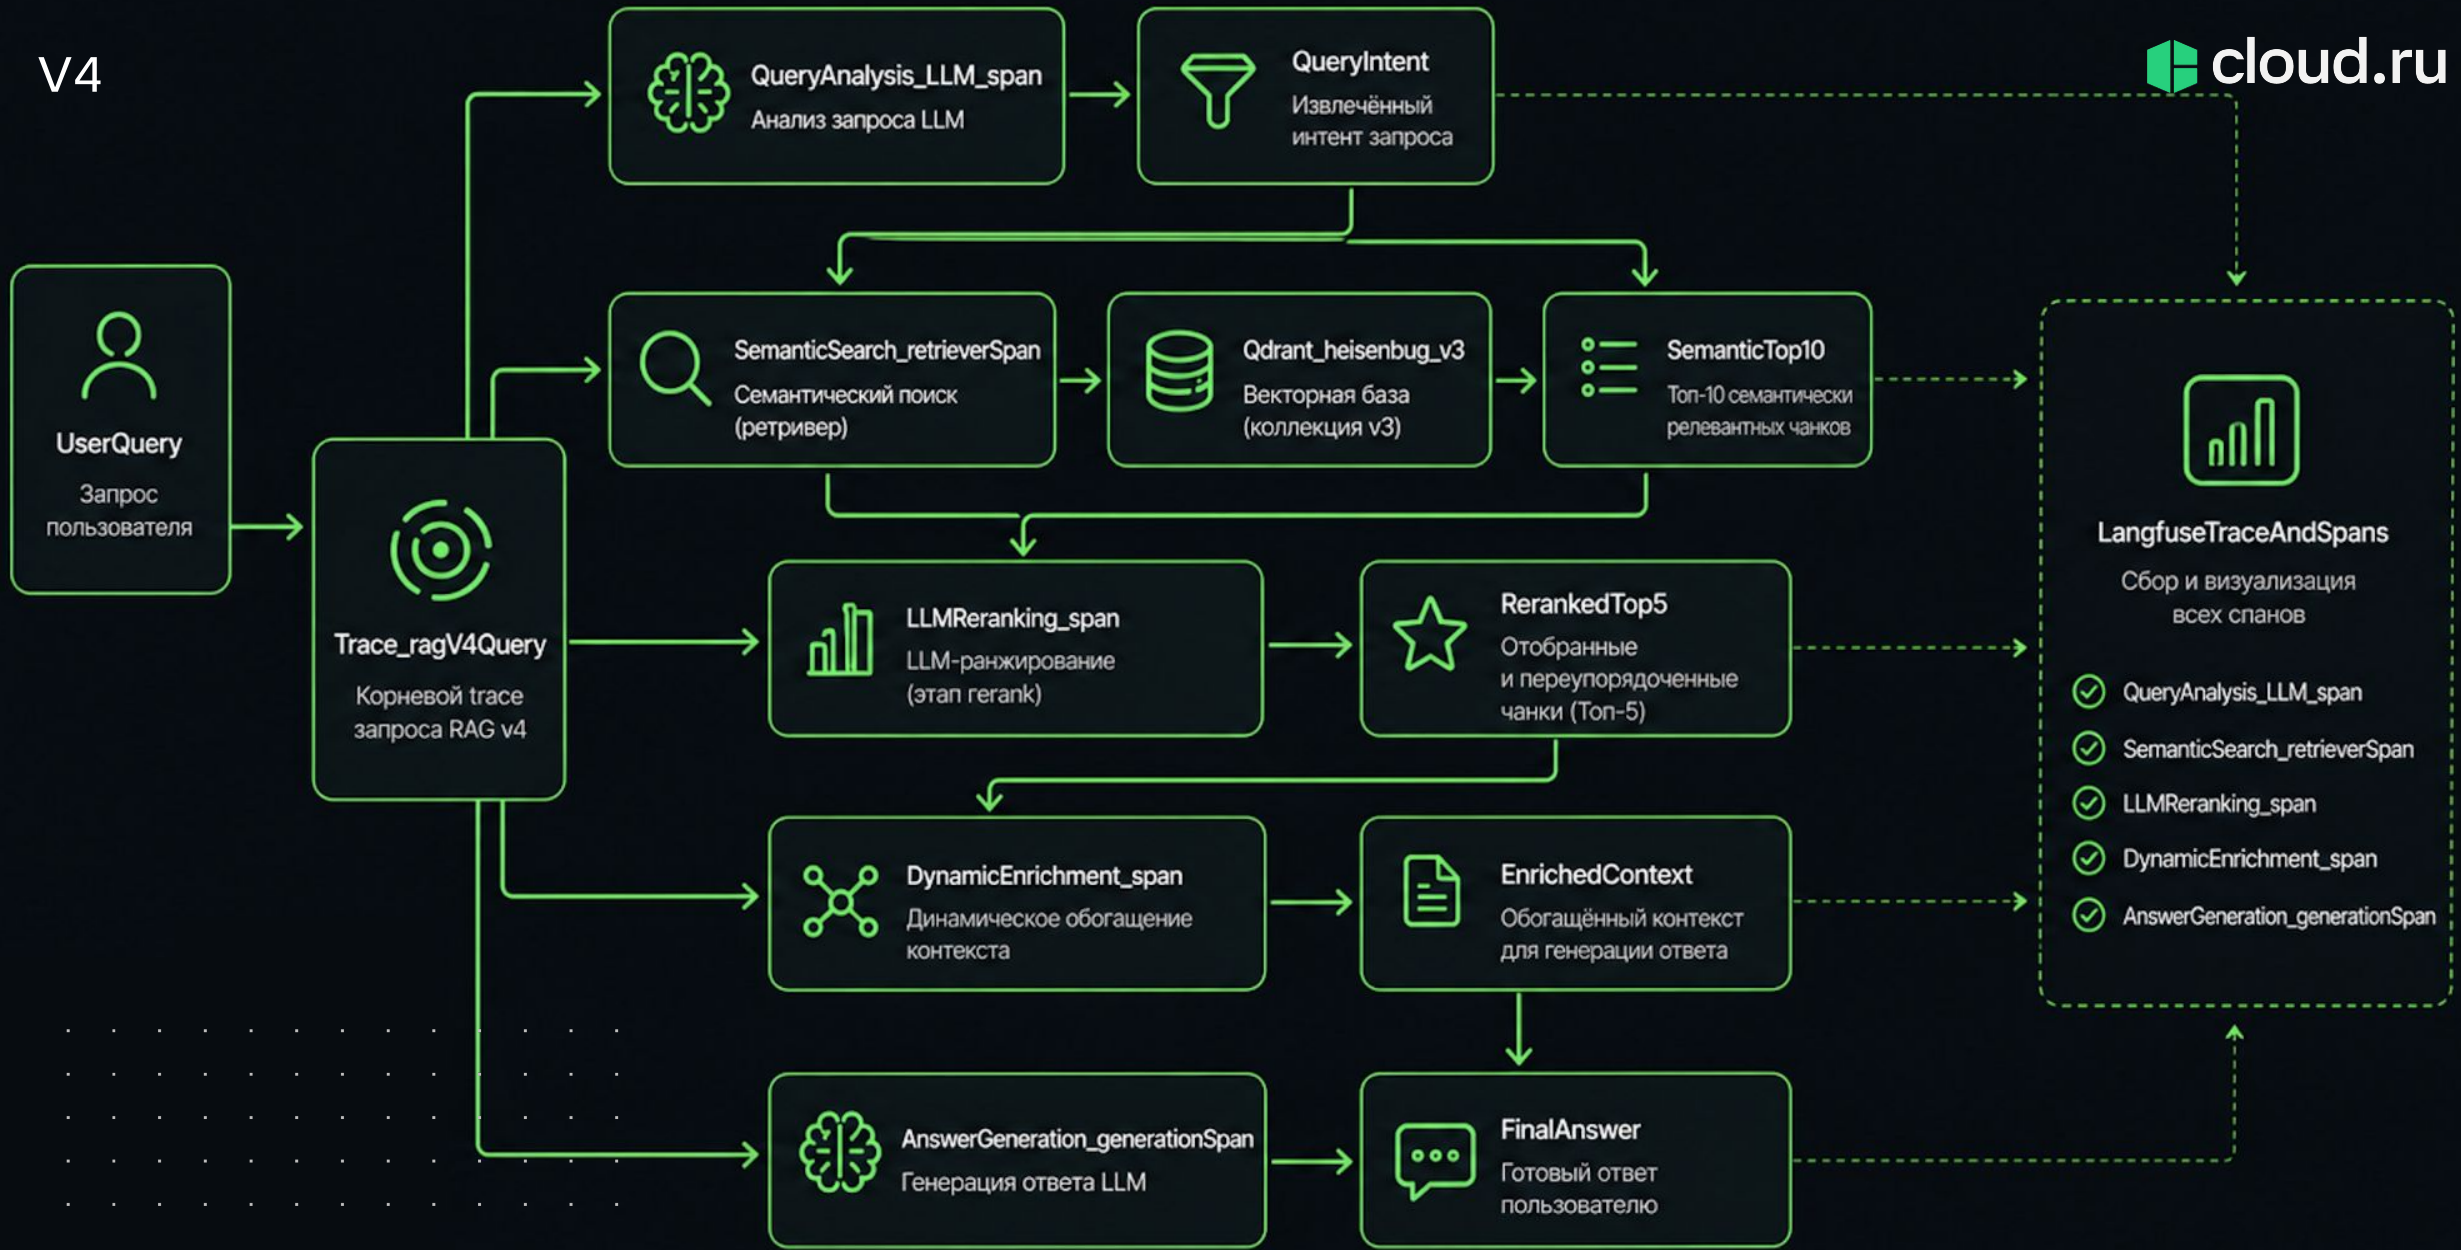 V4
cloud.ru
QueryAnalysis_LLM_span
Анализ запроса LLM
QueryIntent
Извлечённый
интент запроса
UserQuery
Запрос
пользователя
Trace_ragV4Query
Корневой trace
запроса RAG v4
SemanticSearch_retrieverSpan
Семантический поиск
(ретривер)
Qdrant_heisenbug_v3
Векторная база
(коллекция v3)
SemanticTop10
Топ-10 семантически
релевантных чанков
LLMReranking_span
LLM-ранжирование
(этап rerank)
RerankedTop5
Отобранные
и переупорядоченные
чанки (Топ-5)
DynamicEnrichment_span
Динамическое обогащение
контекста
EnrichedContext
Обогащённый контекст
для генерации ответа
AnswerGeneration_generationSpan
Генерация ответа LLM
FinalAnswer
Готовый ответ
пользователю
LangfuseTraceAndSpans
Сбор и визуализация
всех спанов
QueryAnalysis_LLM_span
SemanticSearch_retrieverSpan
LLMReranking_span
DynamicEnrichment_span
AnswerGeneration_generationSpan